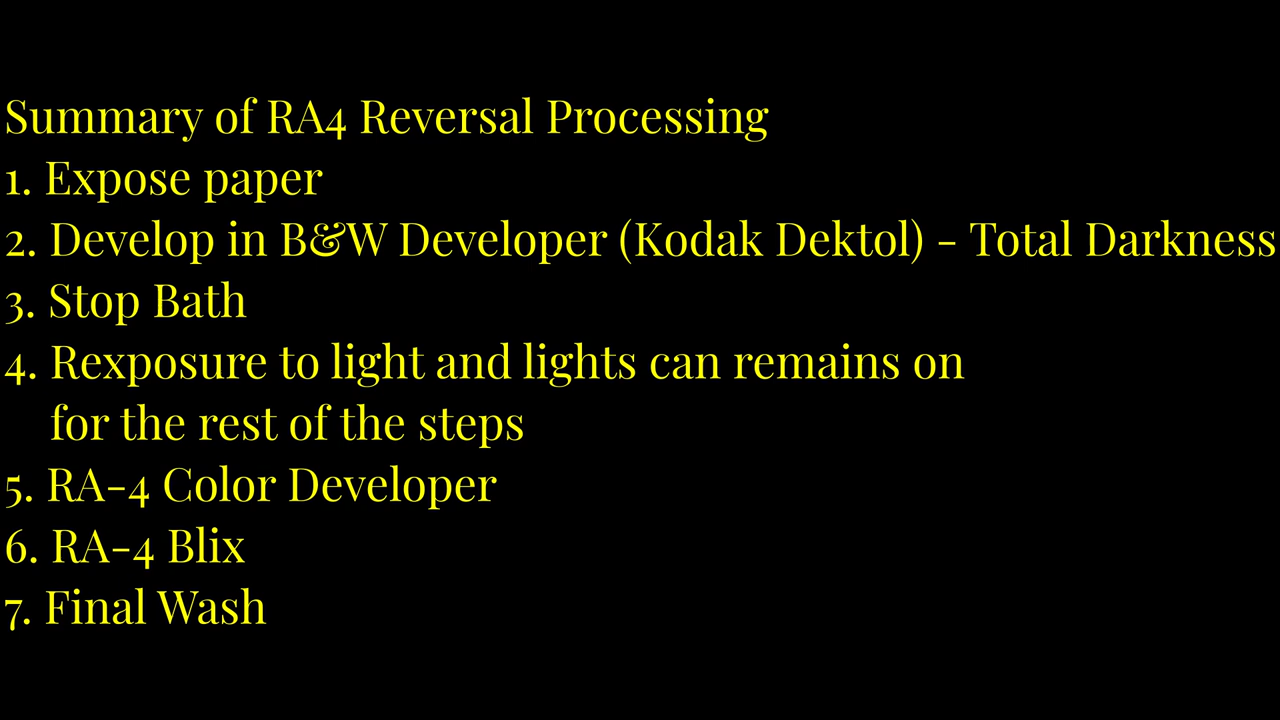 Summary of RA4 Reversal Processing
1. Expose paper
2. Develop in B&W Developer (Kodak Dektol) - Total Darkness
3. Stop Bath
4. Rexposure to light and lights can remains on
for the rest of the steps
5. RA-4 Color Developer
6. RA-4 Blix
7. Final Wash